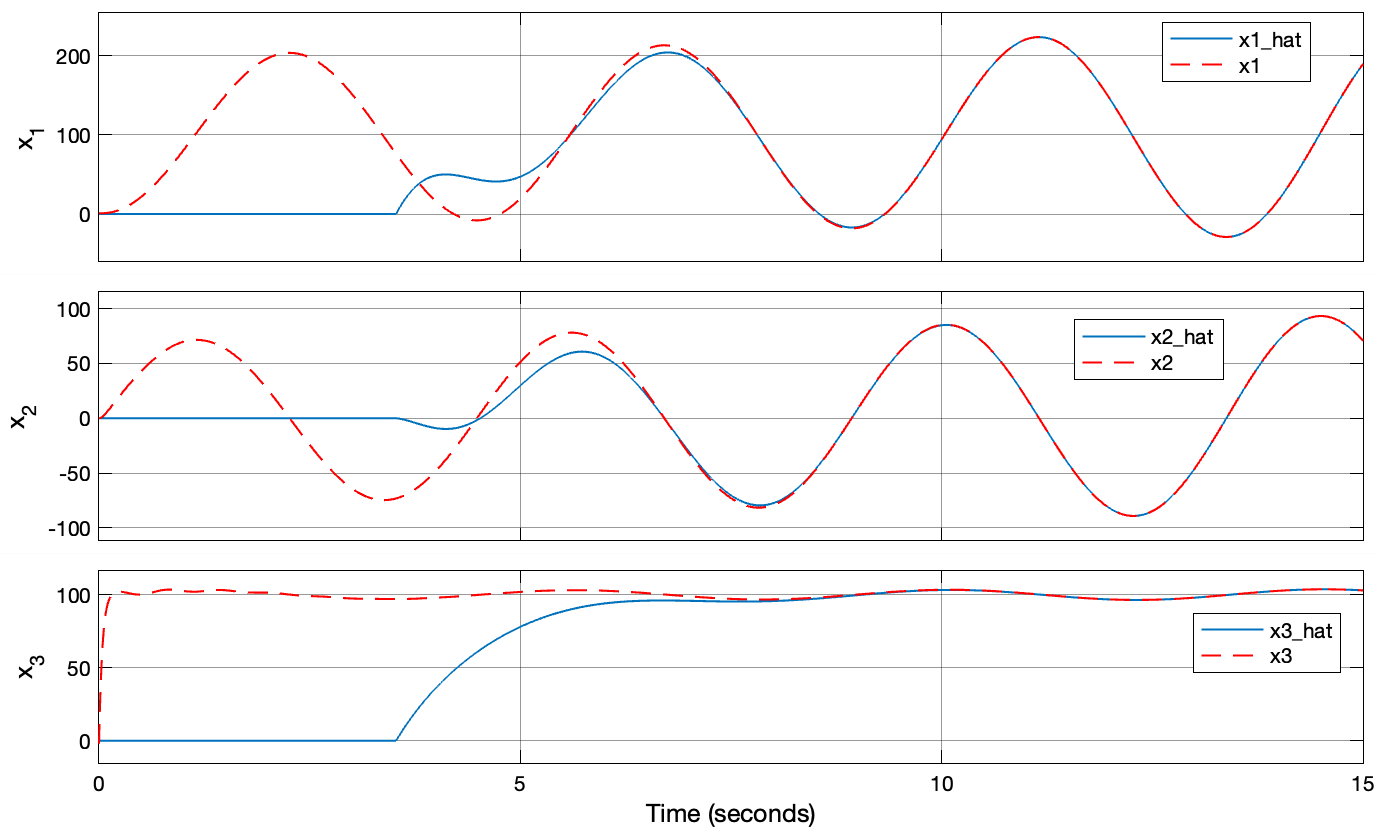 x1_hat
x1
200
100
0
x₁
x2_hat
x2
100
50
0
-50
-100
x₂
x3_hat
x3
100
50
0
x₃
0 5 10 15
Time (seconds)